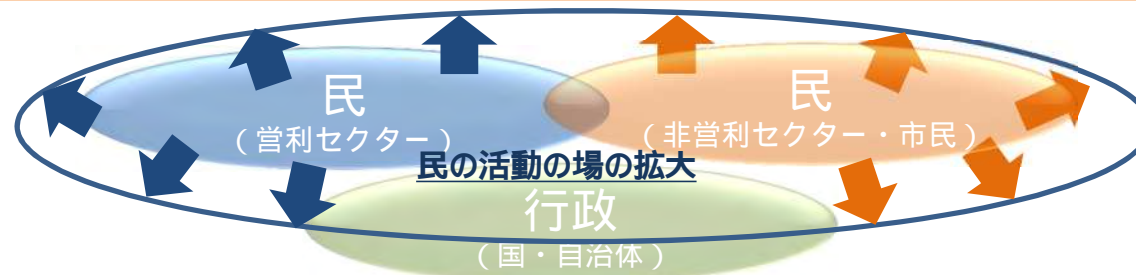 民
（営利セクター）
民
（非営利セクター・市民）
民の活動の場の拡大
行政
（国・自治体）